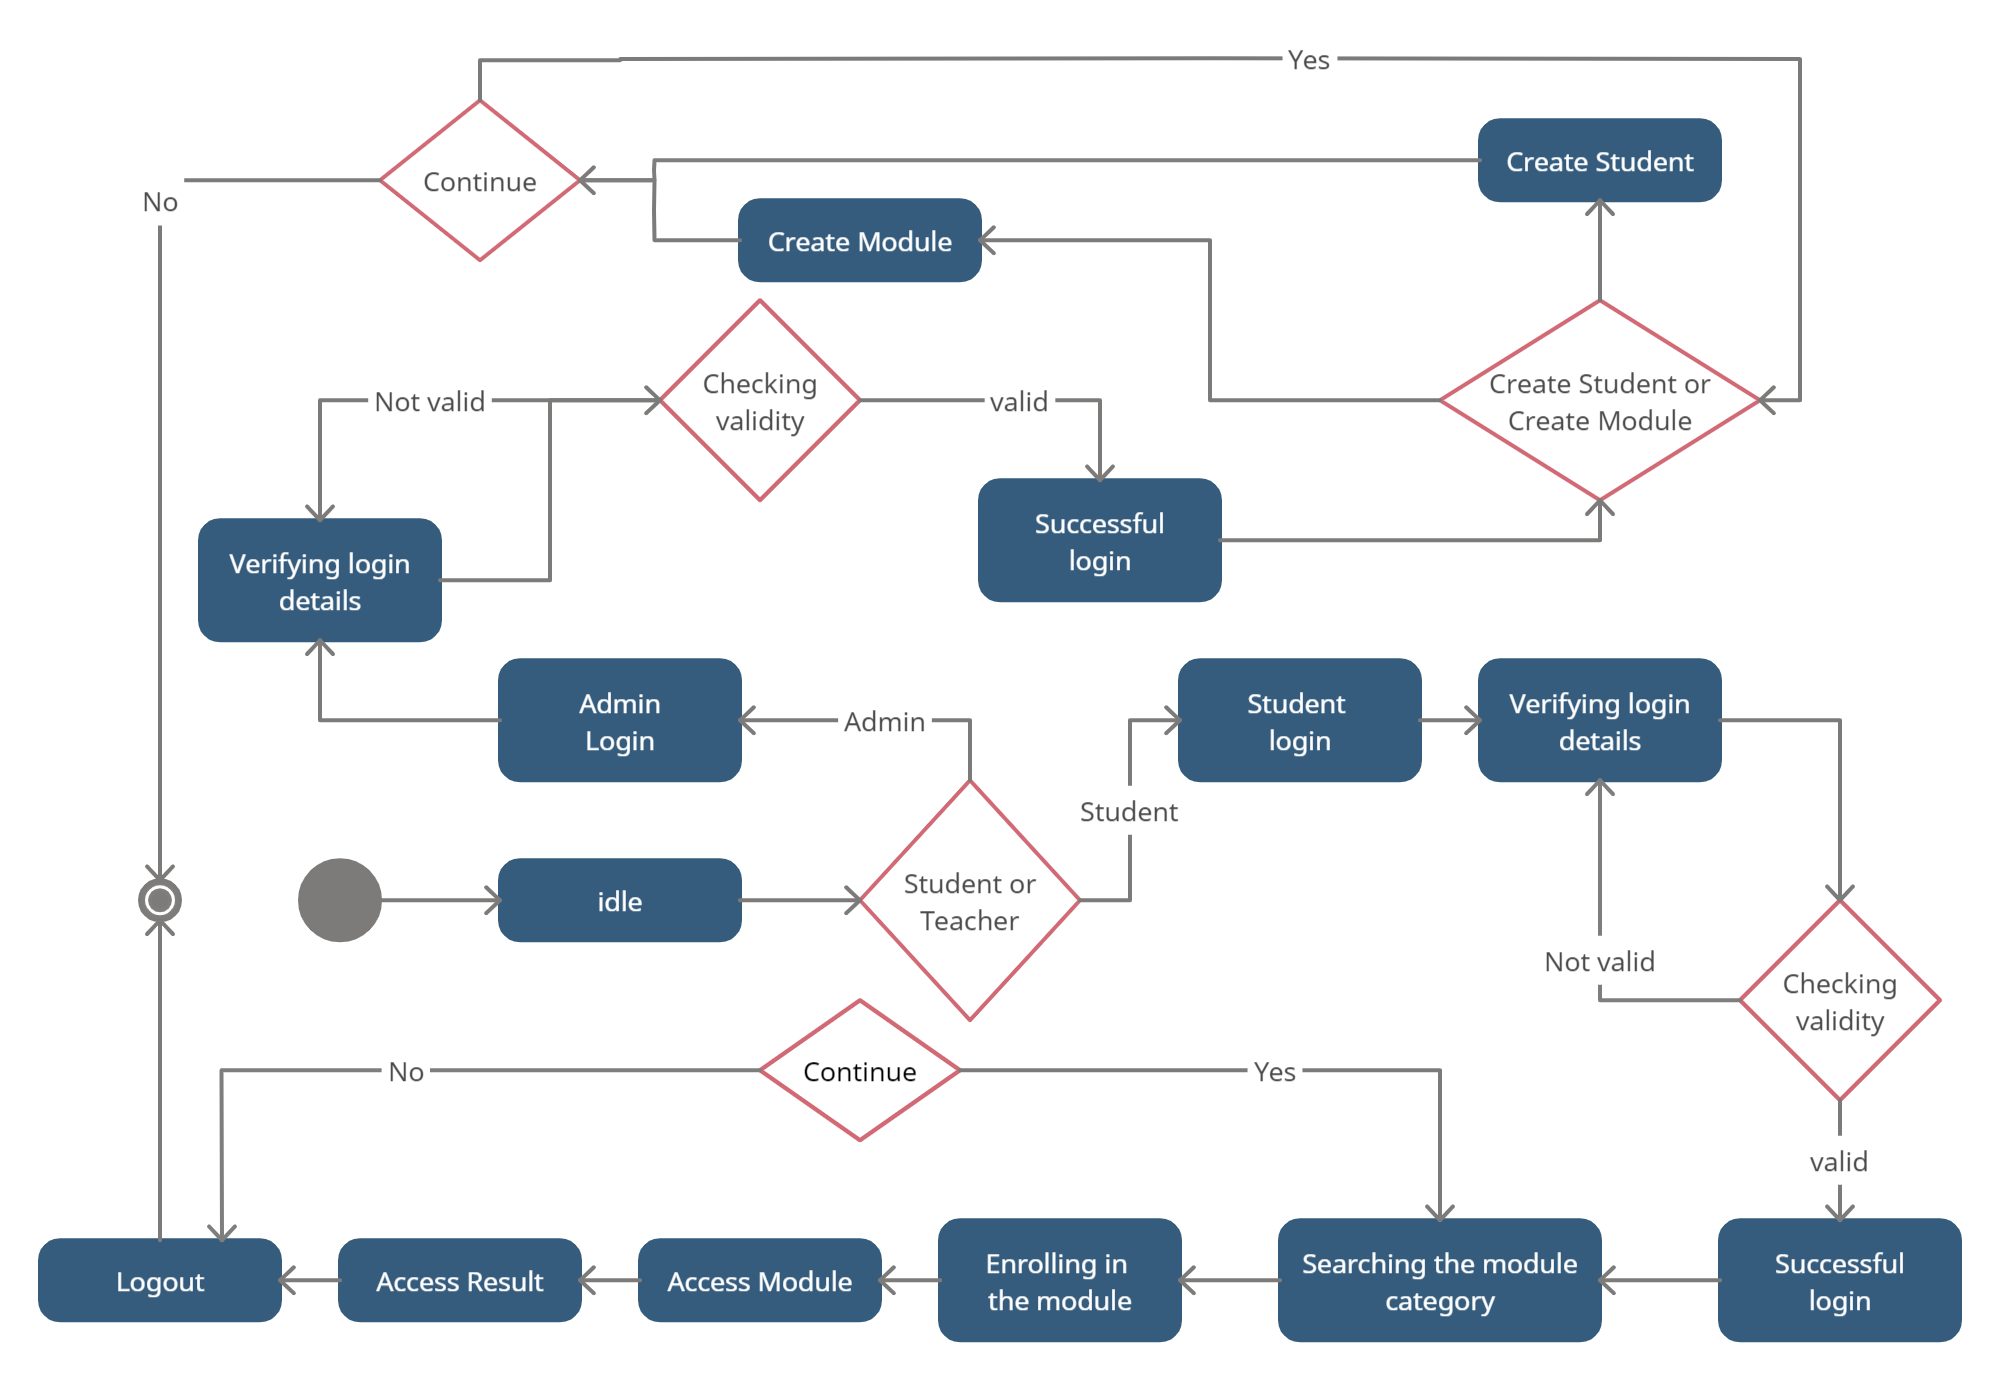 Yes
Create Student
Continue
No
Create Module
Checking
validity
Create Student or
Create Module
Not valid
valid
Successful
login
Verifying login
details
Admin
Login
Admin
Student
login
Verifying login
details
Student
idle
Student or
Teacher
Not valid
Checking
validity
No
Continue
Yes
valid
Logout
Access Result
Access Module
Enrolling in
the module
Searching the module
category
Successful
login